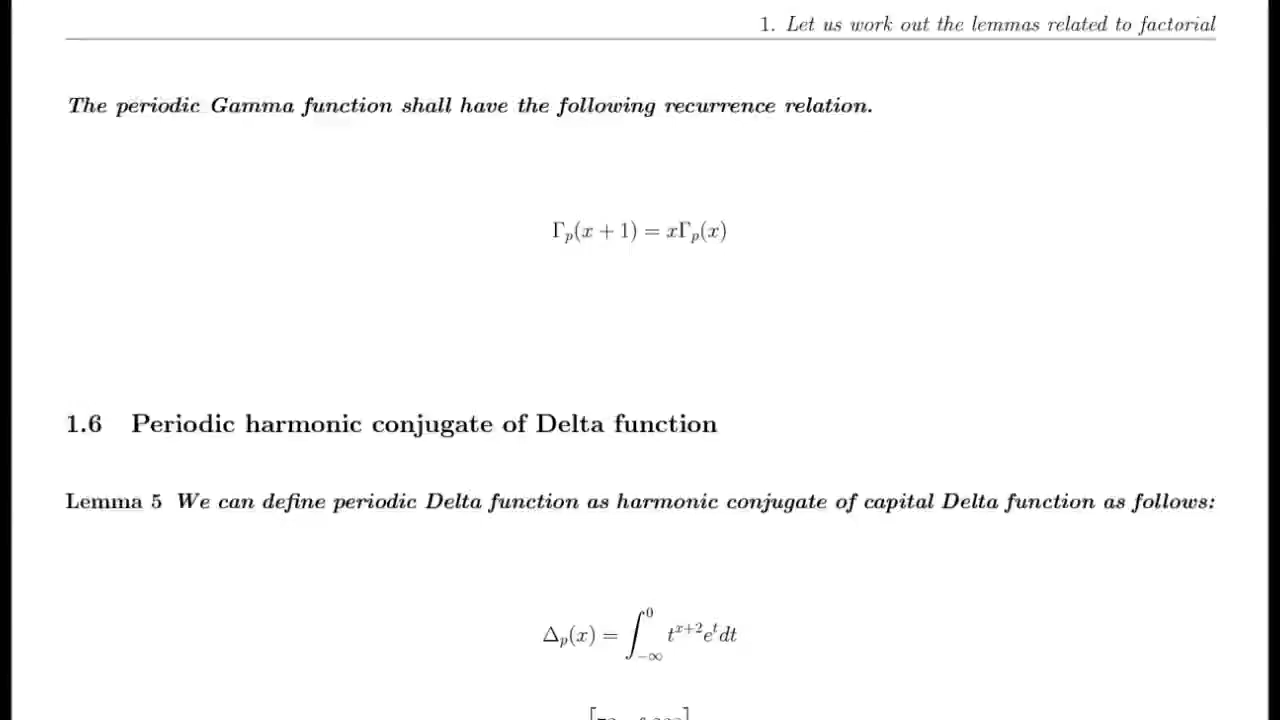 1. Let us work out the lemmas related to factorial
The periodic Gamma function shall have the following recurrence relation.
Γₚ(x + 1) = xΓₚ(x)
1.6 Periodic harmonic conjugate of Delta function
Lemma 5 We can define periodic Delta function as harmonic conjugate of capital Delta function as follows:
Δₚ(x) = ∫_{−∞}^{0} t^{x+2}e^{t}dt